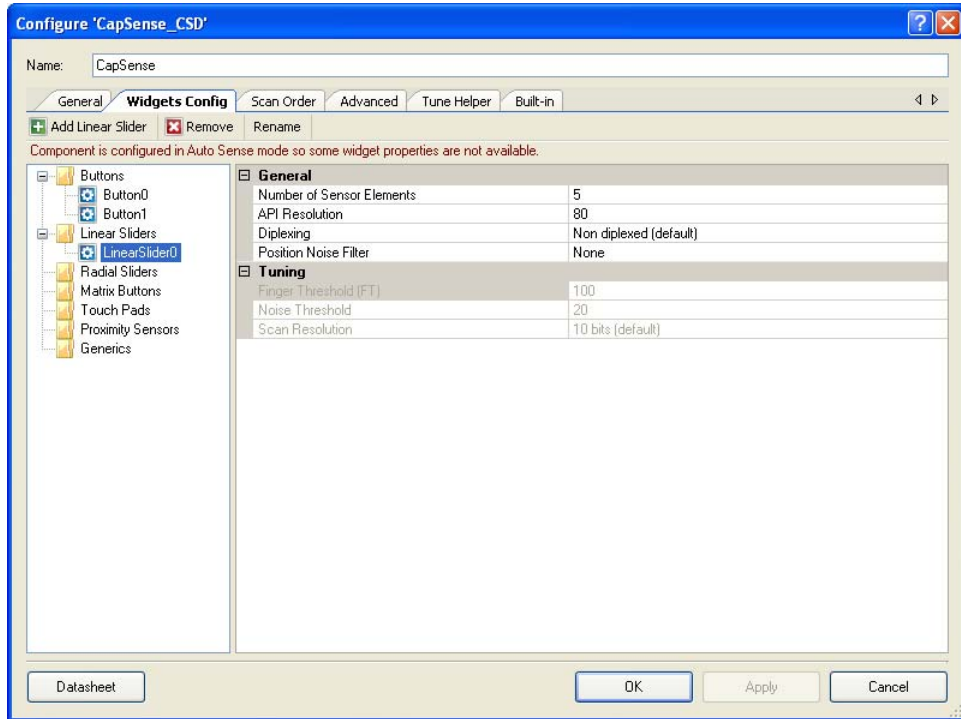 Configure 'CapSense_CSD'
Name: CapSense
General Widgets Config Scan Order Advanced Tune Helper Built-in
Add Linear Slider Remove Rename
Component is configured in Auto Sense mode so some widget properties are not available.
Buttons
Button0
Button1
Linear Sliders
LinearSlider0
Radial Sliders
Matrix Buttons
Touch Pads
Proximity Sensors
Generics
General
Number of Sensor Elements 5
API Resolution 80
Diplexing Non diplexed (default)
Position Noise Filter None
Tuning
Finger Threshold (FT) 100
Noise Threshold 20
Scan Resolution 10 bits (default)
Datasheet OK Apply Cancel